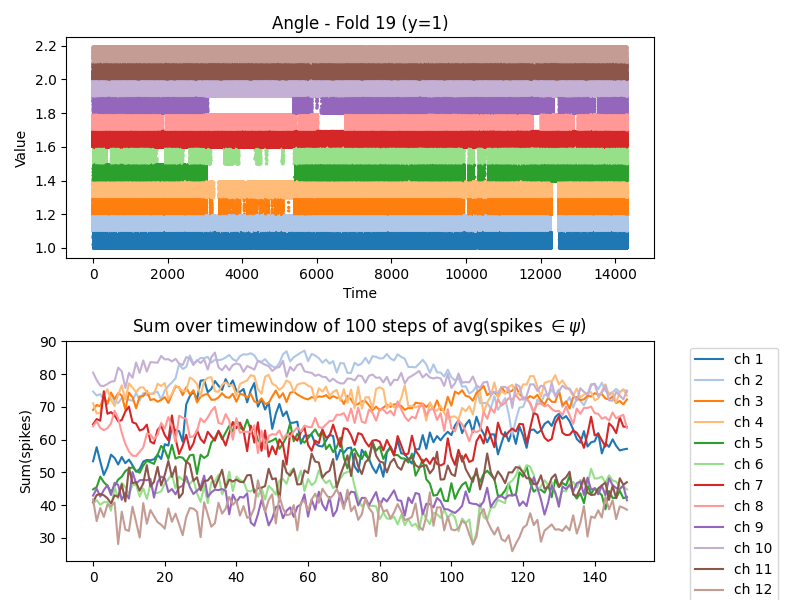 Angle - Fold 19 (y=1)
2.2
2.0
1.8
1.6
1.4
1.2
1.0
Value
0 2000 4000 6000 8000 10000 12000 14000
Time
Sum over timewindow of 100 steps of avg(spikes ∈ψ)
90
80
70
60
50
40
30
Sum(spikes)
0 20 40 60 80 100 120 140
ch 1
ch 2
ch 3
ch 4
ch 5
ch 6
ch 7
ch 8
ch 9
ch 10
ch 11
ch 12